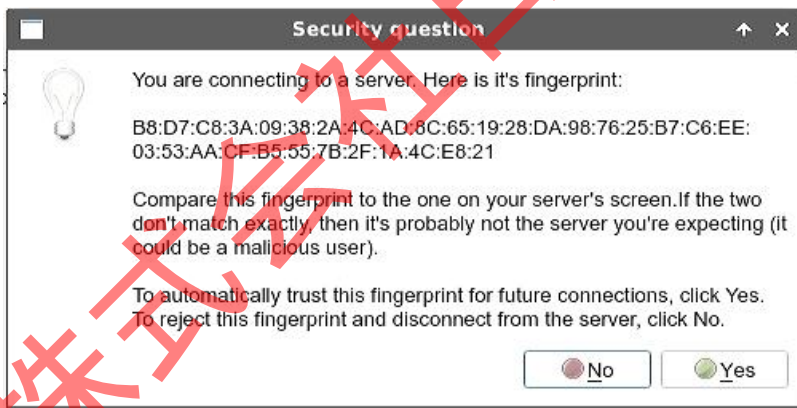 Security question
You are connecting to a server. Here is it's fingerprint:
B8:D7:C8:3A:09:38:2A:4C:AD:8C:65:19:28:DA:98:76:25:B7:C6:EE:
03:53:AA:CF:B5:55:7B:2F:1A:4C:E8:21
Compare this fingerprint to the one on your server's screen.If the two
don't match exactly, then it's probably not the server you're expecting (it
could be a malicious user).
To automatically trust this fingerprint for future connections, click Yes.
To reject this fingerprint and disconnect from the server, click No.
No
Yes
株式会社